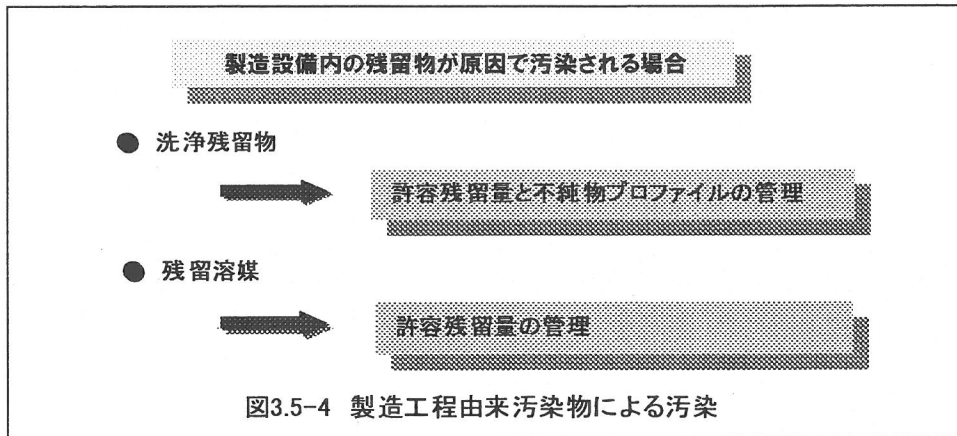 製造設備内の残留物が原因で汚染される場合
● 洗浄残留物
許容残留量と不純物プロファイルの管理
● 残留溶媒
許容残留量の管理
図3.5-4 製造工程由来汚染物による汚染